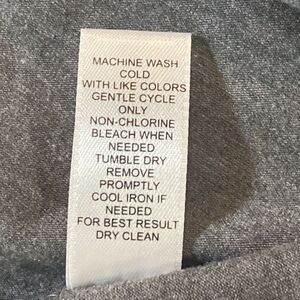 MACHINE WASH
COLD
WITH LIKE COLORS
GENTLE CYCLE
ONLY
NON-CHLORINE
BLEACH WHEN
NEEDED
TUMBLE DRY
REMOVE
PROMPTLY
COOL IRON IF
NEEDED
FOR BEST RESULT
DRY CLEAN